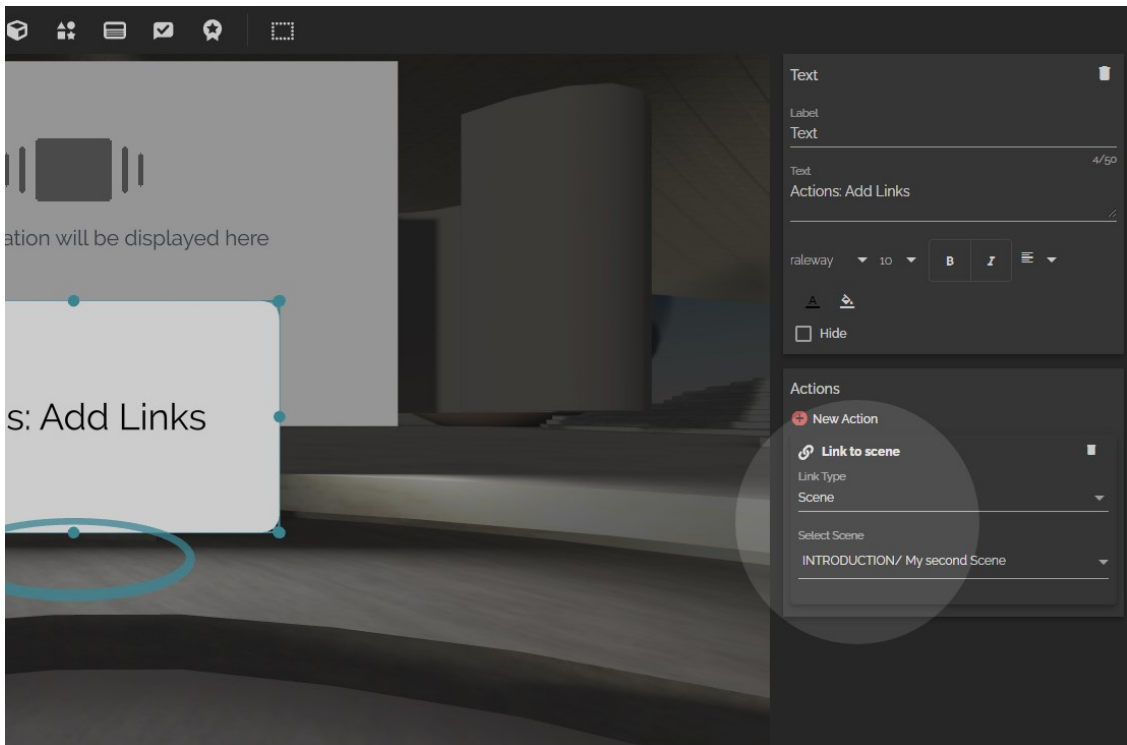 ation will be displayed here
s: Add Links
Text
Label
Text
4/50
Text
Actions: Add Links
raleway 10 B I
A
Hide
Actions
New Action
Link to scene
Link Type
Scene
Select Scene
INTRODUCTION/ My second Scene